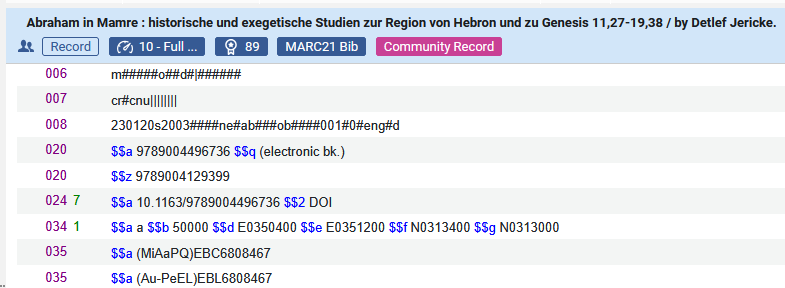 Abraham in Mamre : historische und exegetische Studien zur Region von Hebron und zu Genesis 11,27-19,38 / by Detlef Jericke.
Record 10 - Full ... 89 MARC21 Bib Community Record
006 m#####o##d#|######
007 cr#cnu||||||||
008 230120s2003####ne#ab###ob####001#0#eng#d
020 $$a 9789004496736 $$q (electronic bk.)
020 $$z 9789004129399
024 7 $$a 10.1163/9789004496736 $$2 DOI
034 1 $$a a $$b 50000 $$d E0350400 $$e E0351200 $$f N0313400 $$g N0313000
035 $$a (MiAaPQ)EBC6808467
035 $$a (Au-PeEL)EBL6808467